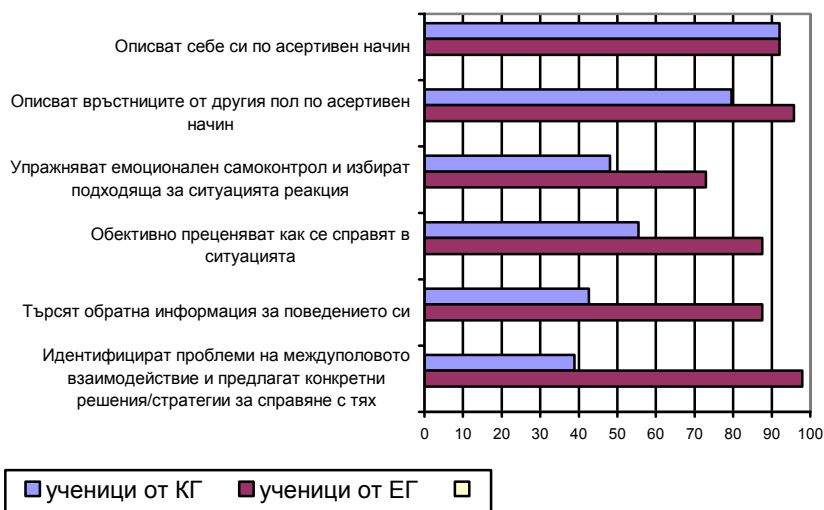 Описват себе си по асертивен начин
Описват връстниците от другия пол по асертивен
начин
Упражняват емоционален самоконтрол и избират
подходяща за ситуацията реакция
Обективно преценяват как се справят в
ситуацията
Търсят обратна информация за поведението си
Идентифицират проблеми на междуполовото
взаимодействие и предлагат конкретни
решения/стратегии за справяне с тях
0 10 20 30 40 50 60 70 80 90 100
ученици от КГ ученици от ЕГ